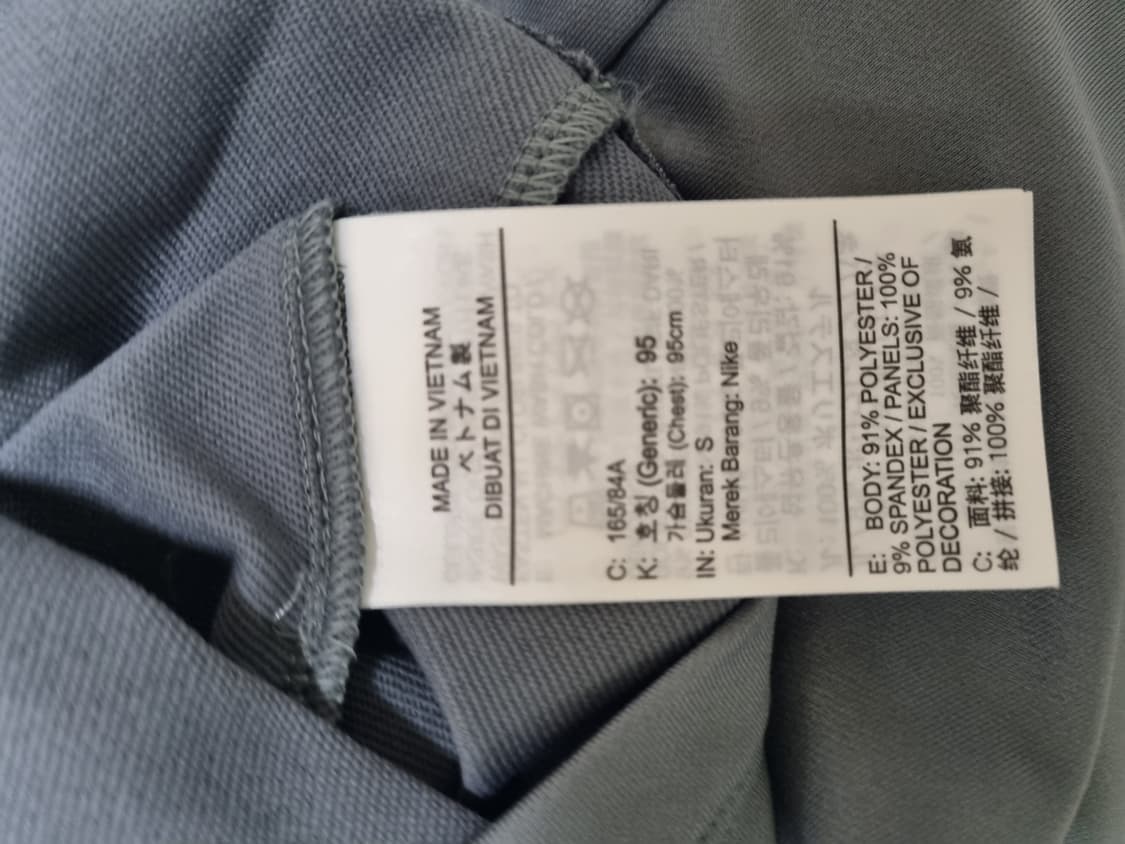 MADE IN VIETNAM
ベトナム製
DIBUAT DI VIETNAM
C: 165/84A
K: 호칭 (Generic): 95
가슴둘레 (Chest): 95cm
IN: Ukuran: S
Merek Barang: Nike
E: BODY: 91% POLYESTER /
9% SPANDEX / PANELS: 100%
POLYESTER / EXCLUSIVE OF
DECORATION
C: 面料: 91% 聚酯纤维 / 9% 氨
纶 / 拼接: 100% 聚酯纤维 /